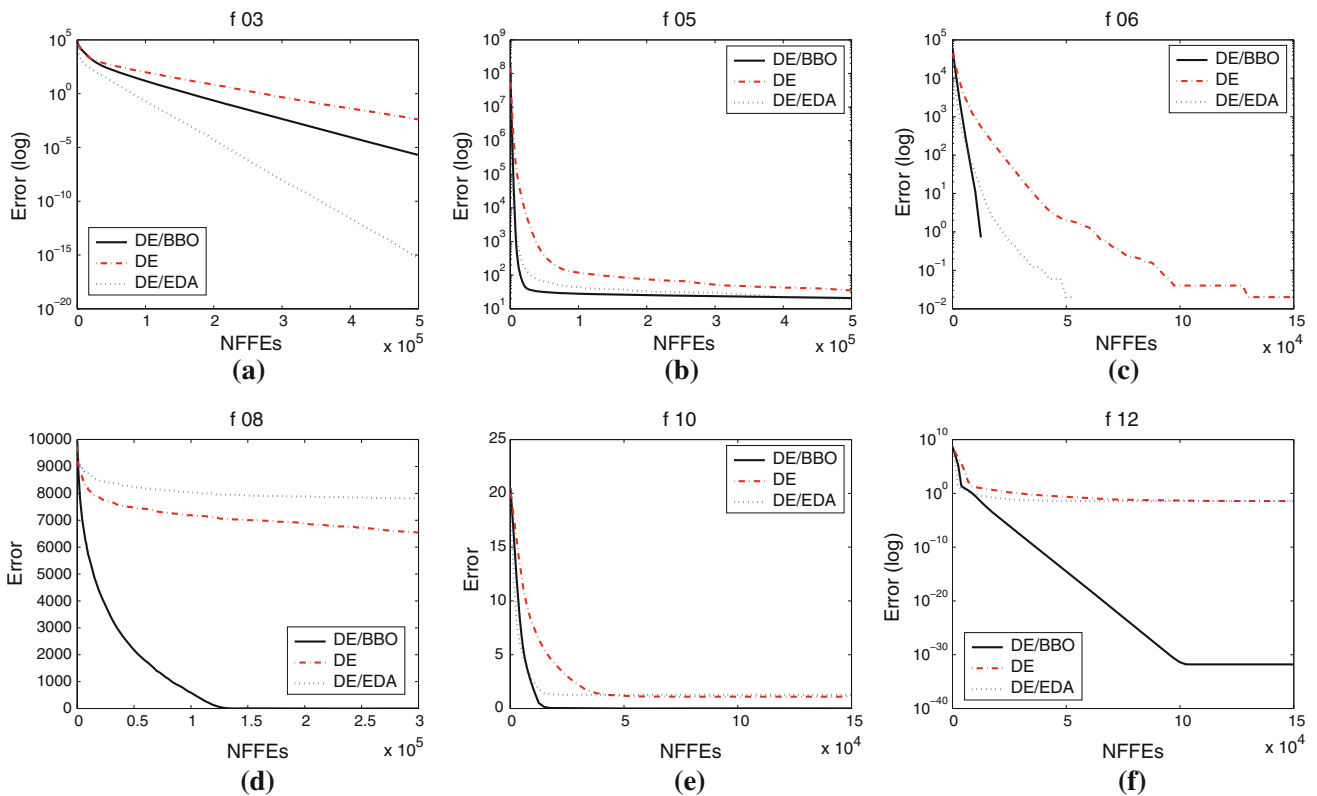 f 03
10^5
10^0
10^-5
10^-10
10^-15
10^-20
Error (log)
DE/BBO
DE
DE/EDA
0 1 2 3 4 5
NFFEs
x 10^5
(a)
f 05
10^9
10^8
10^7
10^6
10^5
10^4
10^3
10^2
10^1
Error (log)
DE/BBO
DE
DE/EDA
0 1 2 3 4 5
NFFEs
x 10^5
(b)
f 06
10^5
10^4
10^3
10^2
10^1
10^0
10^-1
10^-2
Error (log)
DE/BBO
DE
DE/EDA
0 5 10 15
NFFEs
x 10^4
(c)
f 08
10000
9000
8000
7000
6000
5000
4000
3000
2000
1000
0
Error
DE/BBO
DE
DE/EDA
0 0.5 1 1.5 2 2.5 3
NFFEs
x 10^5
(d)
f 10
25
20
15
10
5
0
Error
DE/BBO
DE
DE/EDA
0 5 10 15
NFFEs
x 10^4
(e)
f 12
10^10
10^0
10^-10
10^-20
10^-30
10^-40
Error (log)
DE/BBO
DE
DE/EDA
0 5 10 15
NFFEs
x 10^4
(f)